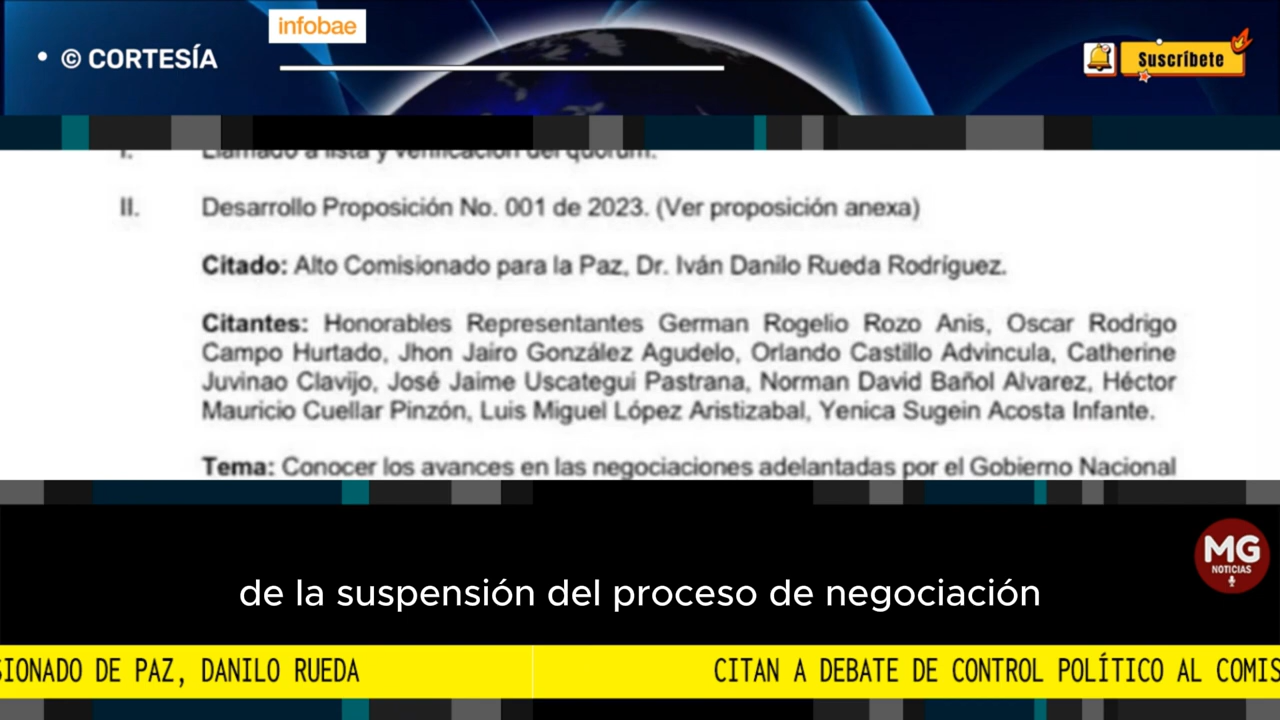 infobae
• © CORTESÍA
Suscríbete
I. Llamado a lista y verificación del quórum.
II. Desarrollo Proposición No. 001 de 2023. (Ver proposición anexa)
Citado: Alto Comisionado para la Paz, Dr. Iván Danilo Rueda Rodríguez.
Citantes: Honorables Representantes German Rogelio Rozo Anis, Oscar Rodrigo
Campo Hurtado, Jhon Jairo González Agudelo, Orlando Castillo Advincula, Catherine
Juvinao Clavijo, José Jaime Uscategui Pastrana, Norman David Bañol Alvarez, Héctor
Mauricio Cuellar Pinzón, Luis Miguel López Aristizabal, Yenica Sugein Acosta Infante.
Tema: Conocer los avances en las negociaciones adelantadas por el Gobierno Nacional
MG
NOTICIAS
de la suspensión del proceso de negociación
SIONADO DE PAZ, DANILO RUEDA CITAN A DEBATE DE CONTROL POLÍTICO AL COMIS